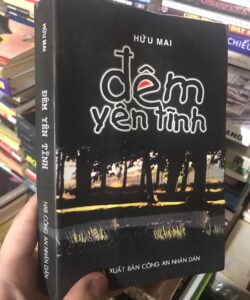 HỮU MAI
đêm
yên tĩnh
XUẤT BẢN CÔNG AN NHÂN DÂN
HỮU MAI
ĐÊM YÊN TĨNH
NXB CÔNG AN NHÂN DÂN
CHIẾU